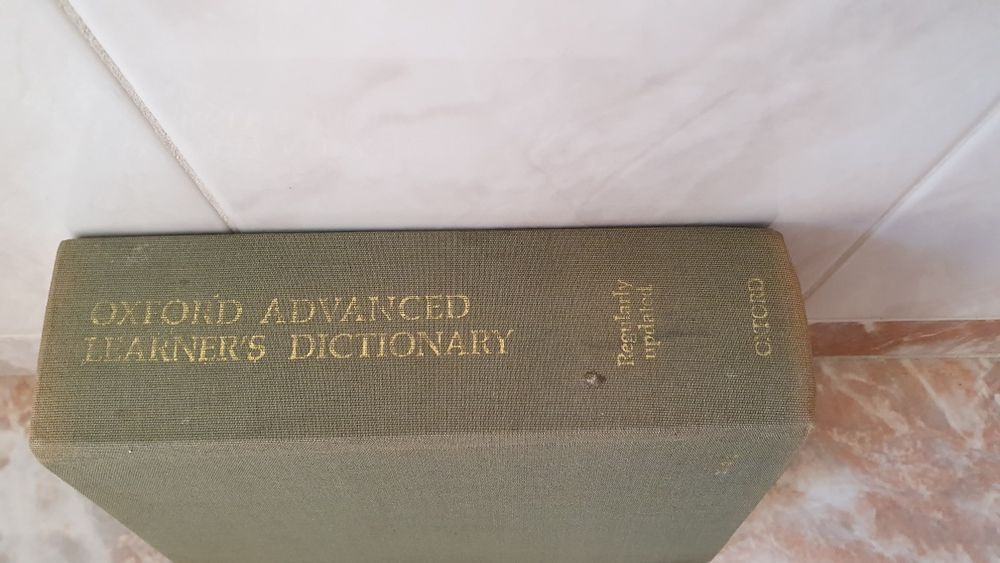 OXFORD ADVANCED
LEARNER'S DICTIONARY
Regularly
updated
OXFORD